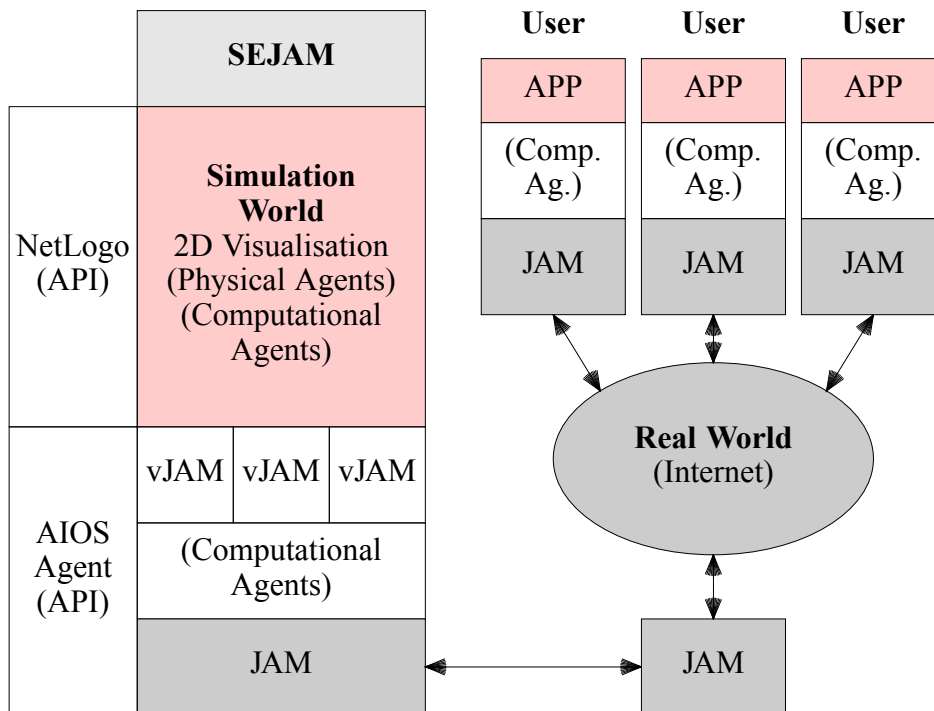 SEJAM
NetLogo
(API)
Simulation
World
2D Visualisation
(Physical Agents)
(Computational
Agents)
AIOS
Agent
(API)
vJAM
vJAM
vJAM
(Computational
Agents)
JAM
User
User
User
APP
APP
APP
(Comp.
Ag.)
(Comp.
Ag.)
(Comp.
Ag.)
JAM
JAM
JAM
Real World
(Internet)
JAM